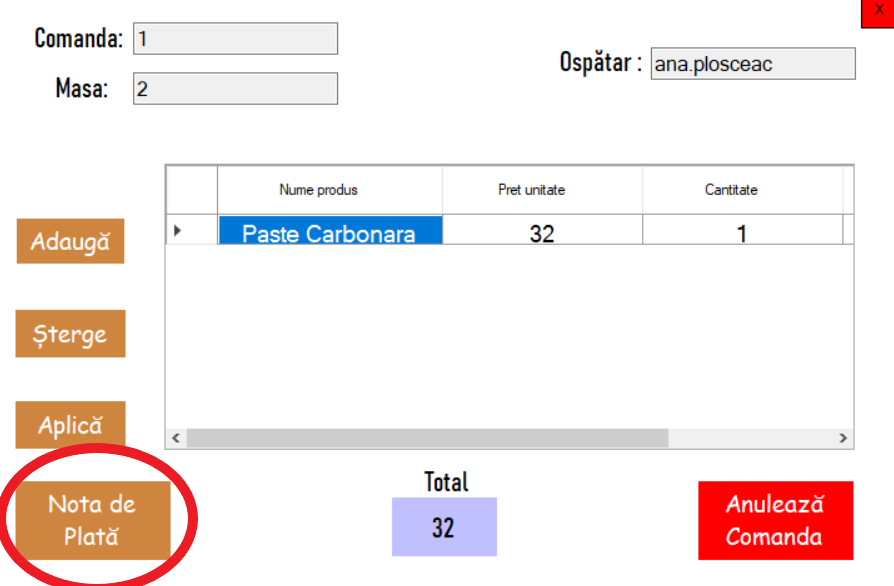 X
Comanda: 1
Ospătar : ana.plosceac
Masa: 2
Nume produs Pret unitate Cantitate
Paste Carbonara 32 1
Adaugă
Șterge
Aplică
Nota de
Plată
Total
32
Anulează
Comanda